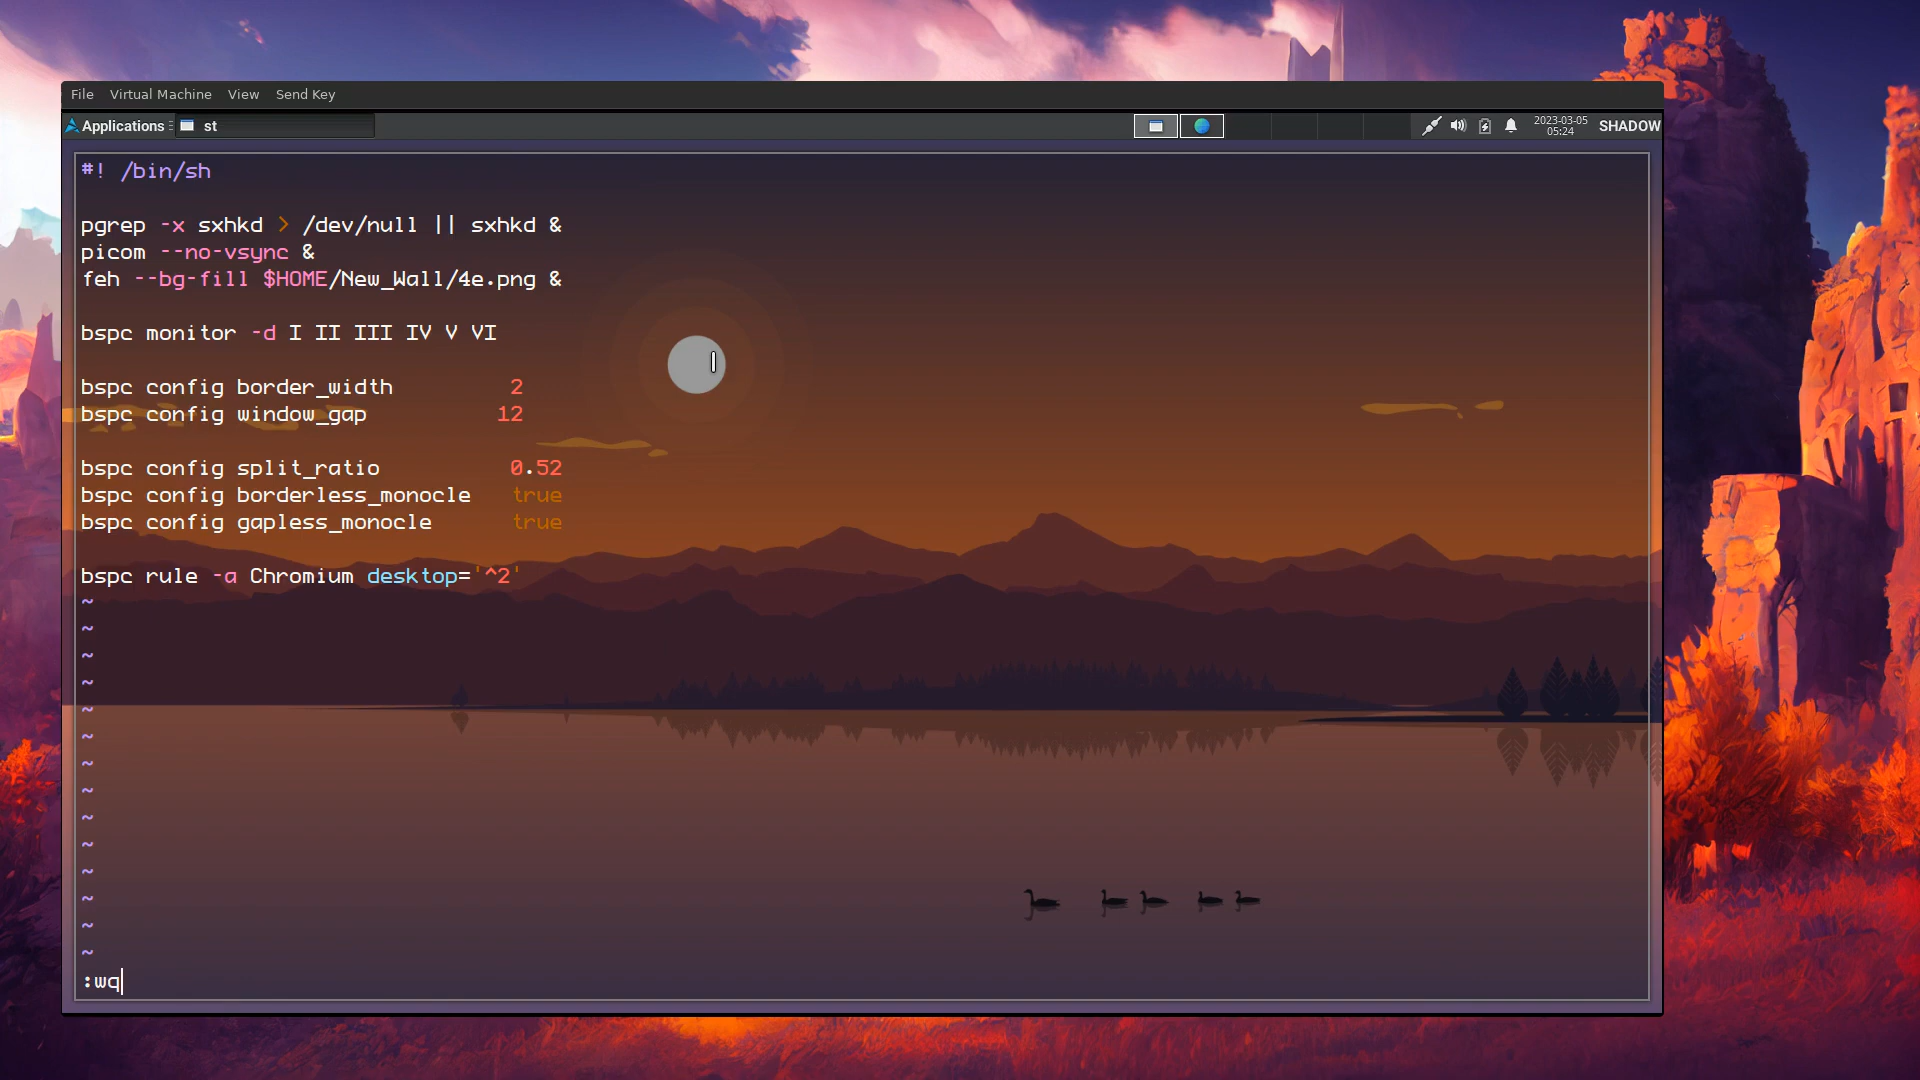 File Virtual Machine View Send Key
Applications st 2023-03-05 05:24 SHADOW
#! /bin/sh
pgrep -x sxhkd > /dev/null || sxhkd &
picom --no-vsync &
feh --bg-fill $HOME/New_Wall/4e.png &
bspc monitor -d I II III IV V VI
bspc config border_width 2
bspc config window_gap 12
bspc config split_ratio 0.52
bspc config borderless_monocle true
bspc config gapless_monocle true
bspc rule -a Chromium desktop='^2'
~
~
~
~
~
~
~
~
~
~
~
~
~
~
:wq